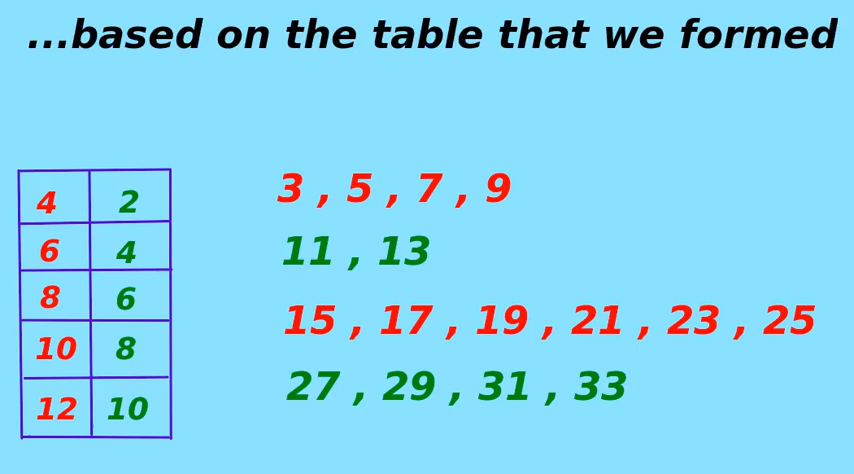 ...based on the table that we formed
4 2
6 4
8 6
10 8
12 10
3 , 5 , 7 , 9
11 , 13
15 , 17 , 19 , 21 , 23 , 25
27 , 29 , 31 , 33